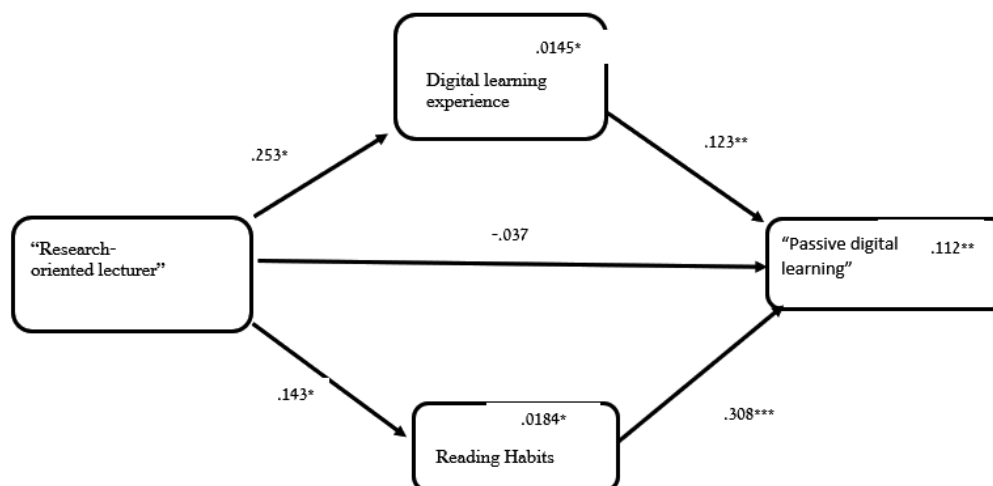 .0145*
Digital learning
experience
.253*
.123**
“Research-
oriented lecturer”
-.037
“Passive digital
learning”
.112**
.143*
.0184*
Reading Habits
.308***